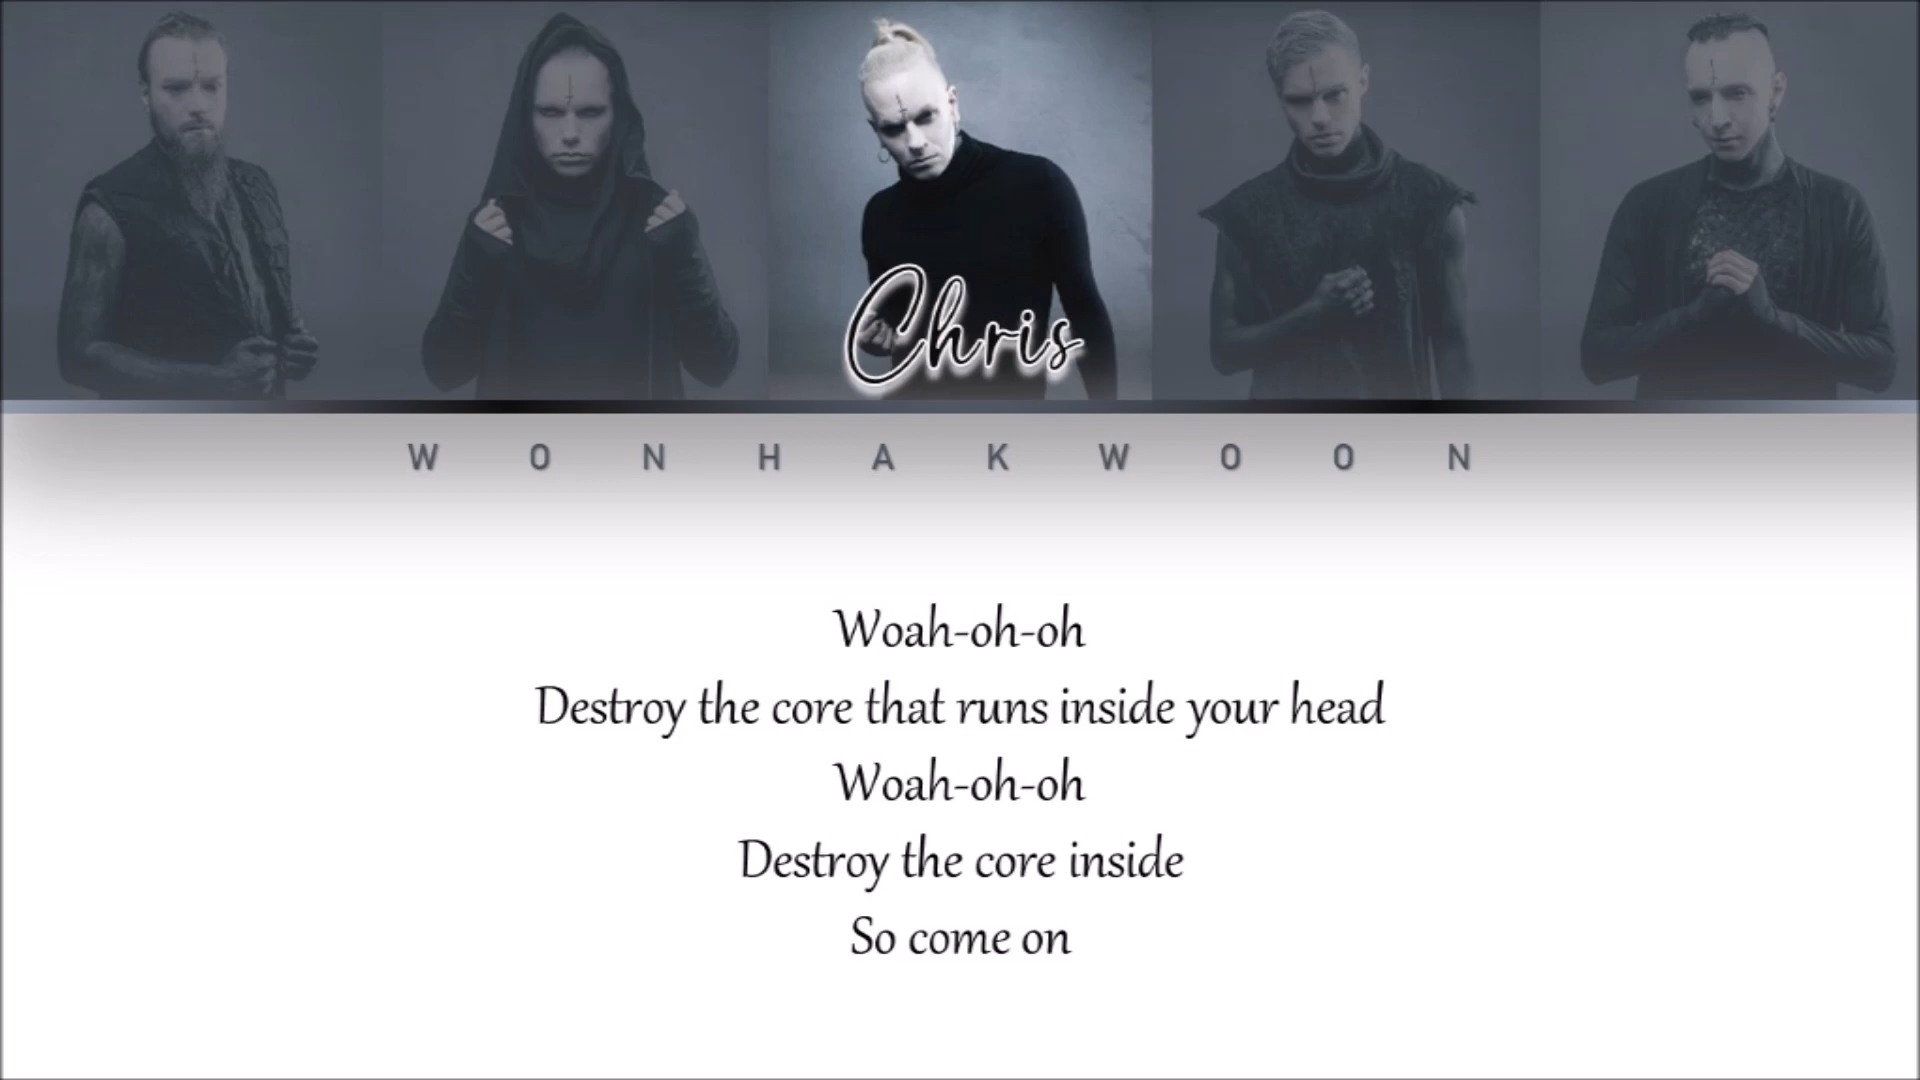 Chris
WONHAKWOON
Woah-oh-oh
Destroy the core that runs inside your head
Woah-oh-oh
Destroy the core inside
So come on